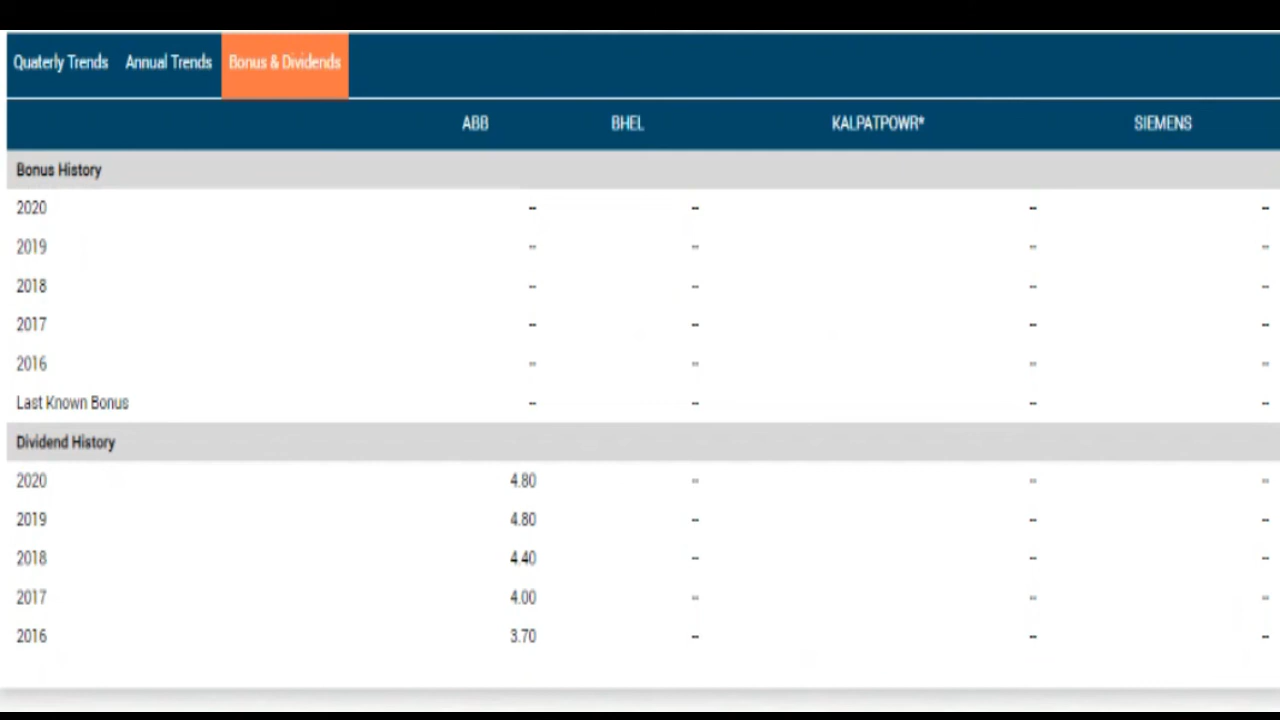 Quaterly Trends Annual Trends Bonus & Dividends
ABB BHEL KALPATPOWR* SIEMENS
Bonus History
2020 -- -- -- --
2019 -- -- -- --
2018 -- -- -- --
2017 -- -- -- --
2016 -- -- -- --
Last Known Bonus -- -- -- --
Dividend History
2020 4.80 -- -- --
2019 4.80 -- -- --
2018 4.40 -- -- --
2017 4.00 -- -- --
2016 3.70 -- -- --